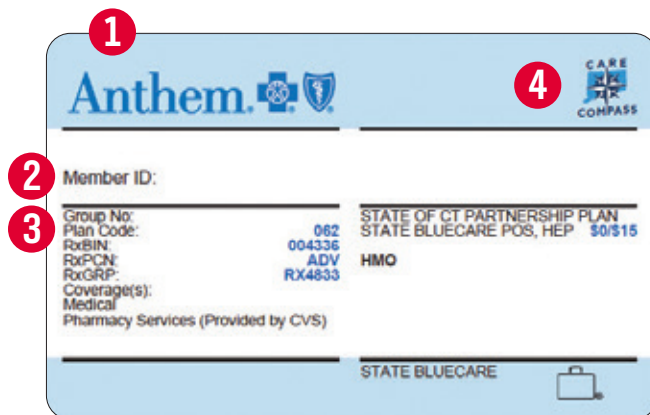 1
Anthem.
4
CARE
COMPASS
2
Member ID:
3
Group No:
Plan Code: 062
RxBIN: 004336
RxPCN: ADV
RxGRP: RX4833
Coverage(s):
Medical
Pharmacy Services (Provided by CVS)
STATE OF CT PARTNERSHIP PLAN
STATE BLUECARE POS, HEP $0/$15
HMO
STATE BLUECARE